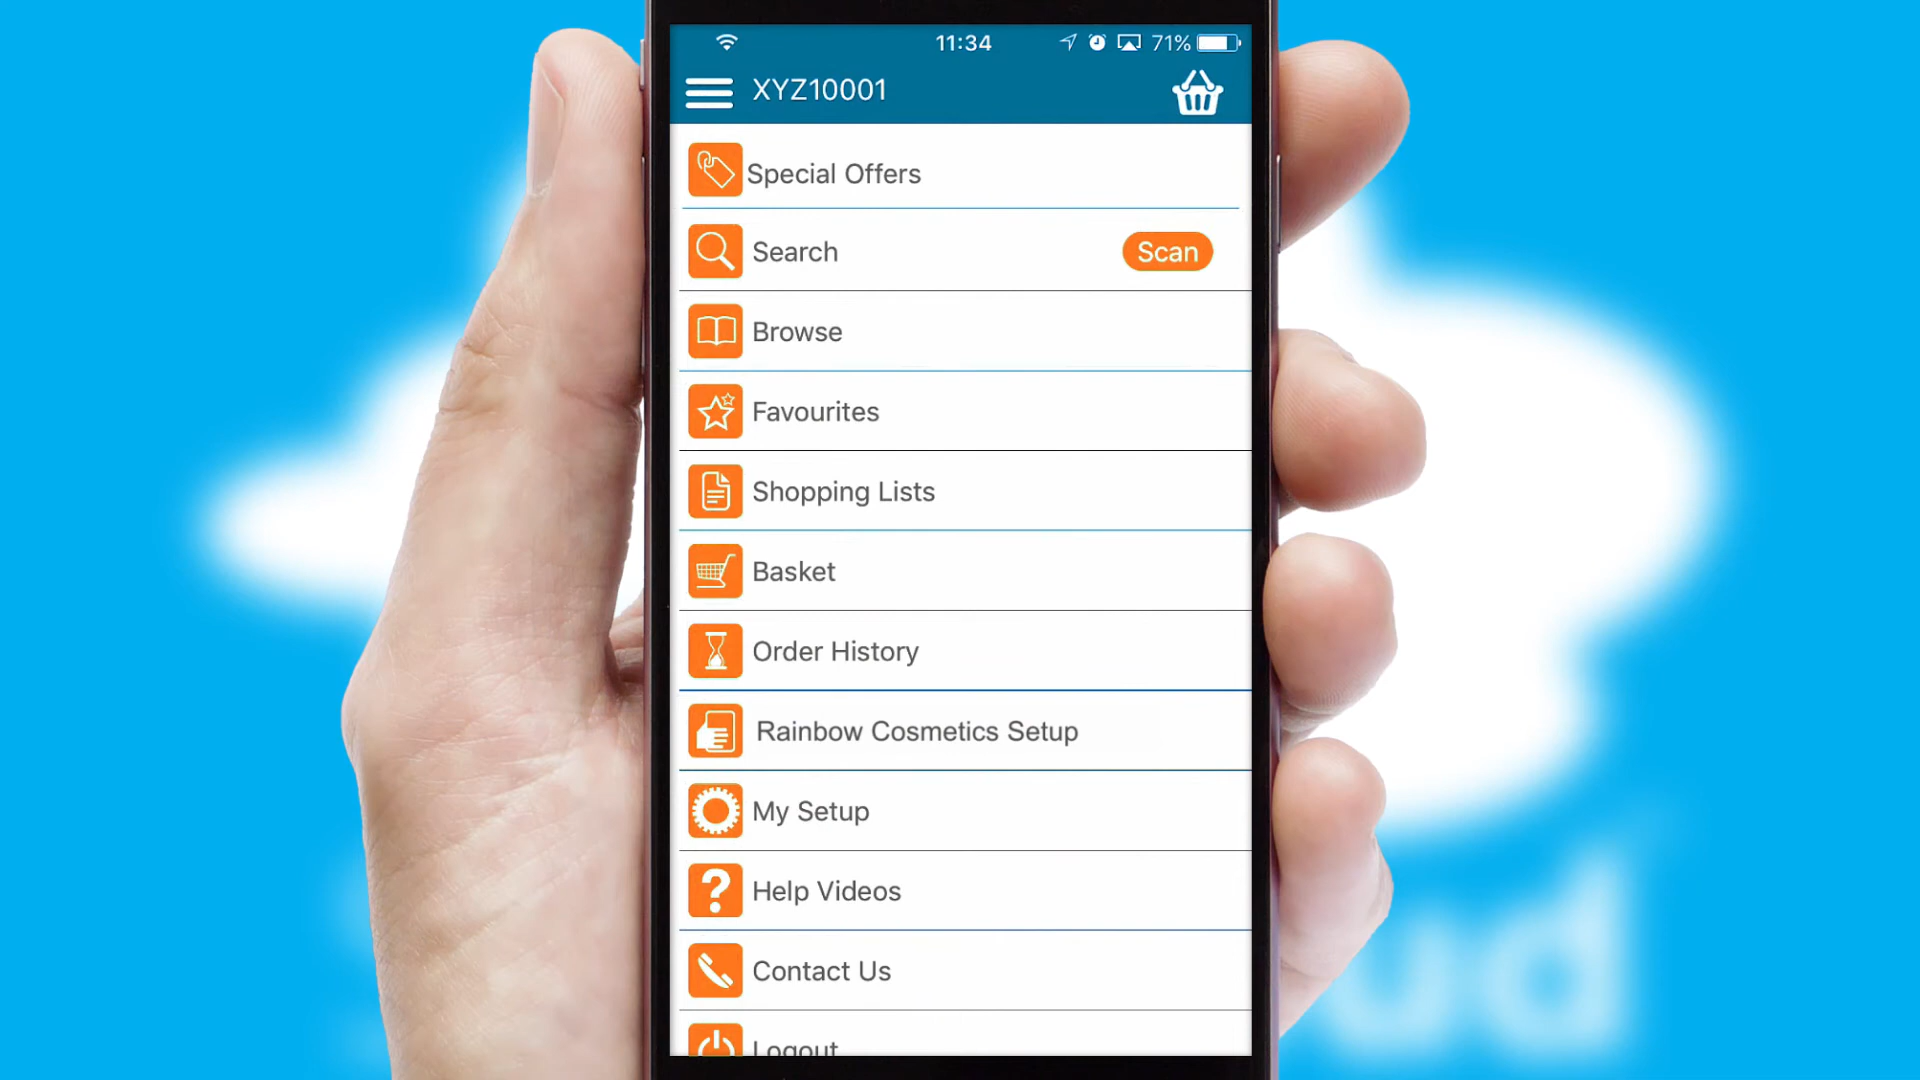 11:34
71%
XYZ10001
Special Offers
Search
Scan
Browse
Favourites
Shopping Lists
Basket
Order History
Rainbow Cosmetics Setup
My Setup
Help Videos
Contact Us
Logout
ud